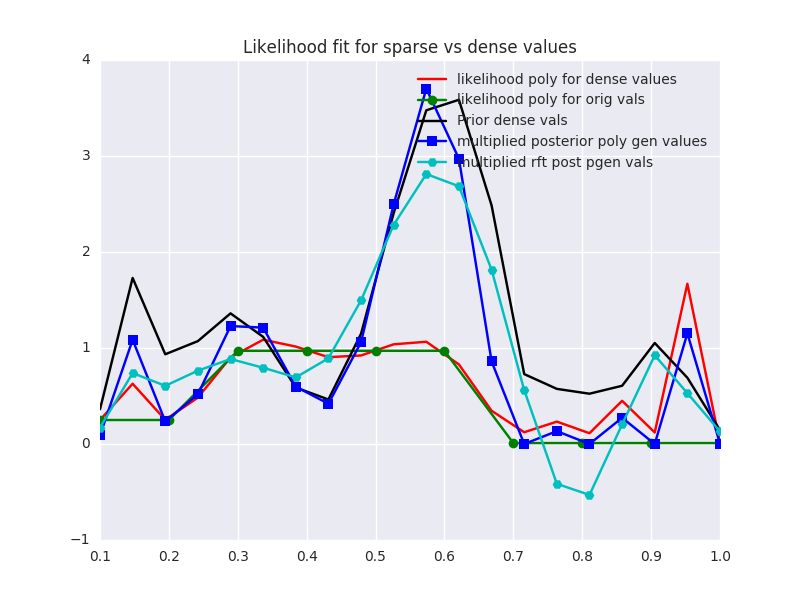 Likelihood fit for sparse vs dense values
likelihood poly for dense values
likelihood poly for orig vals
Prior dense vals
multiplied posterior poly gen values
multiplied rft post pgen vals
4
3
2
1
0
−1
0.1 0.2 0.3 0.4 0.5 0.6 0.7 0.8 0.9 1.0